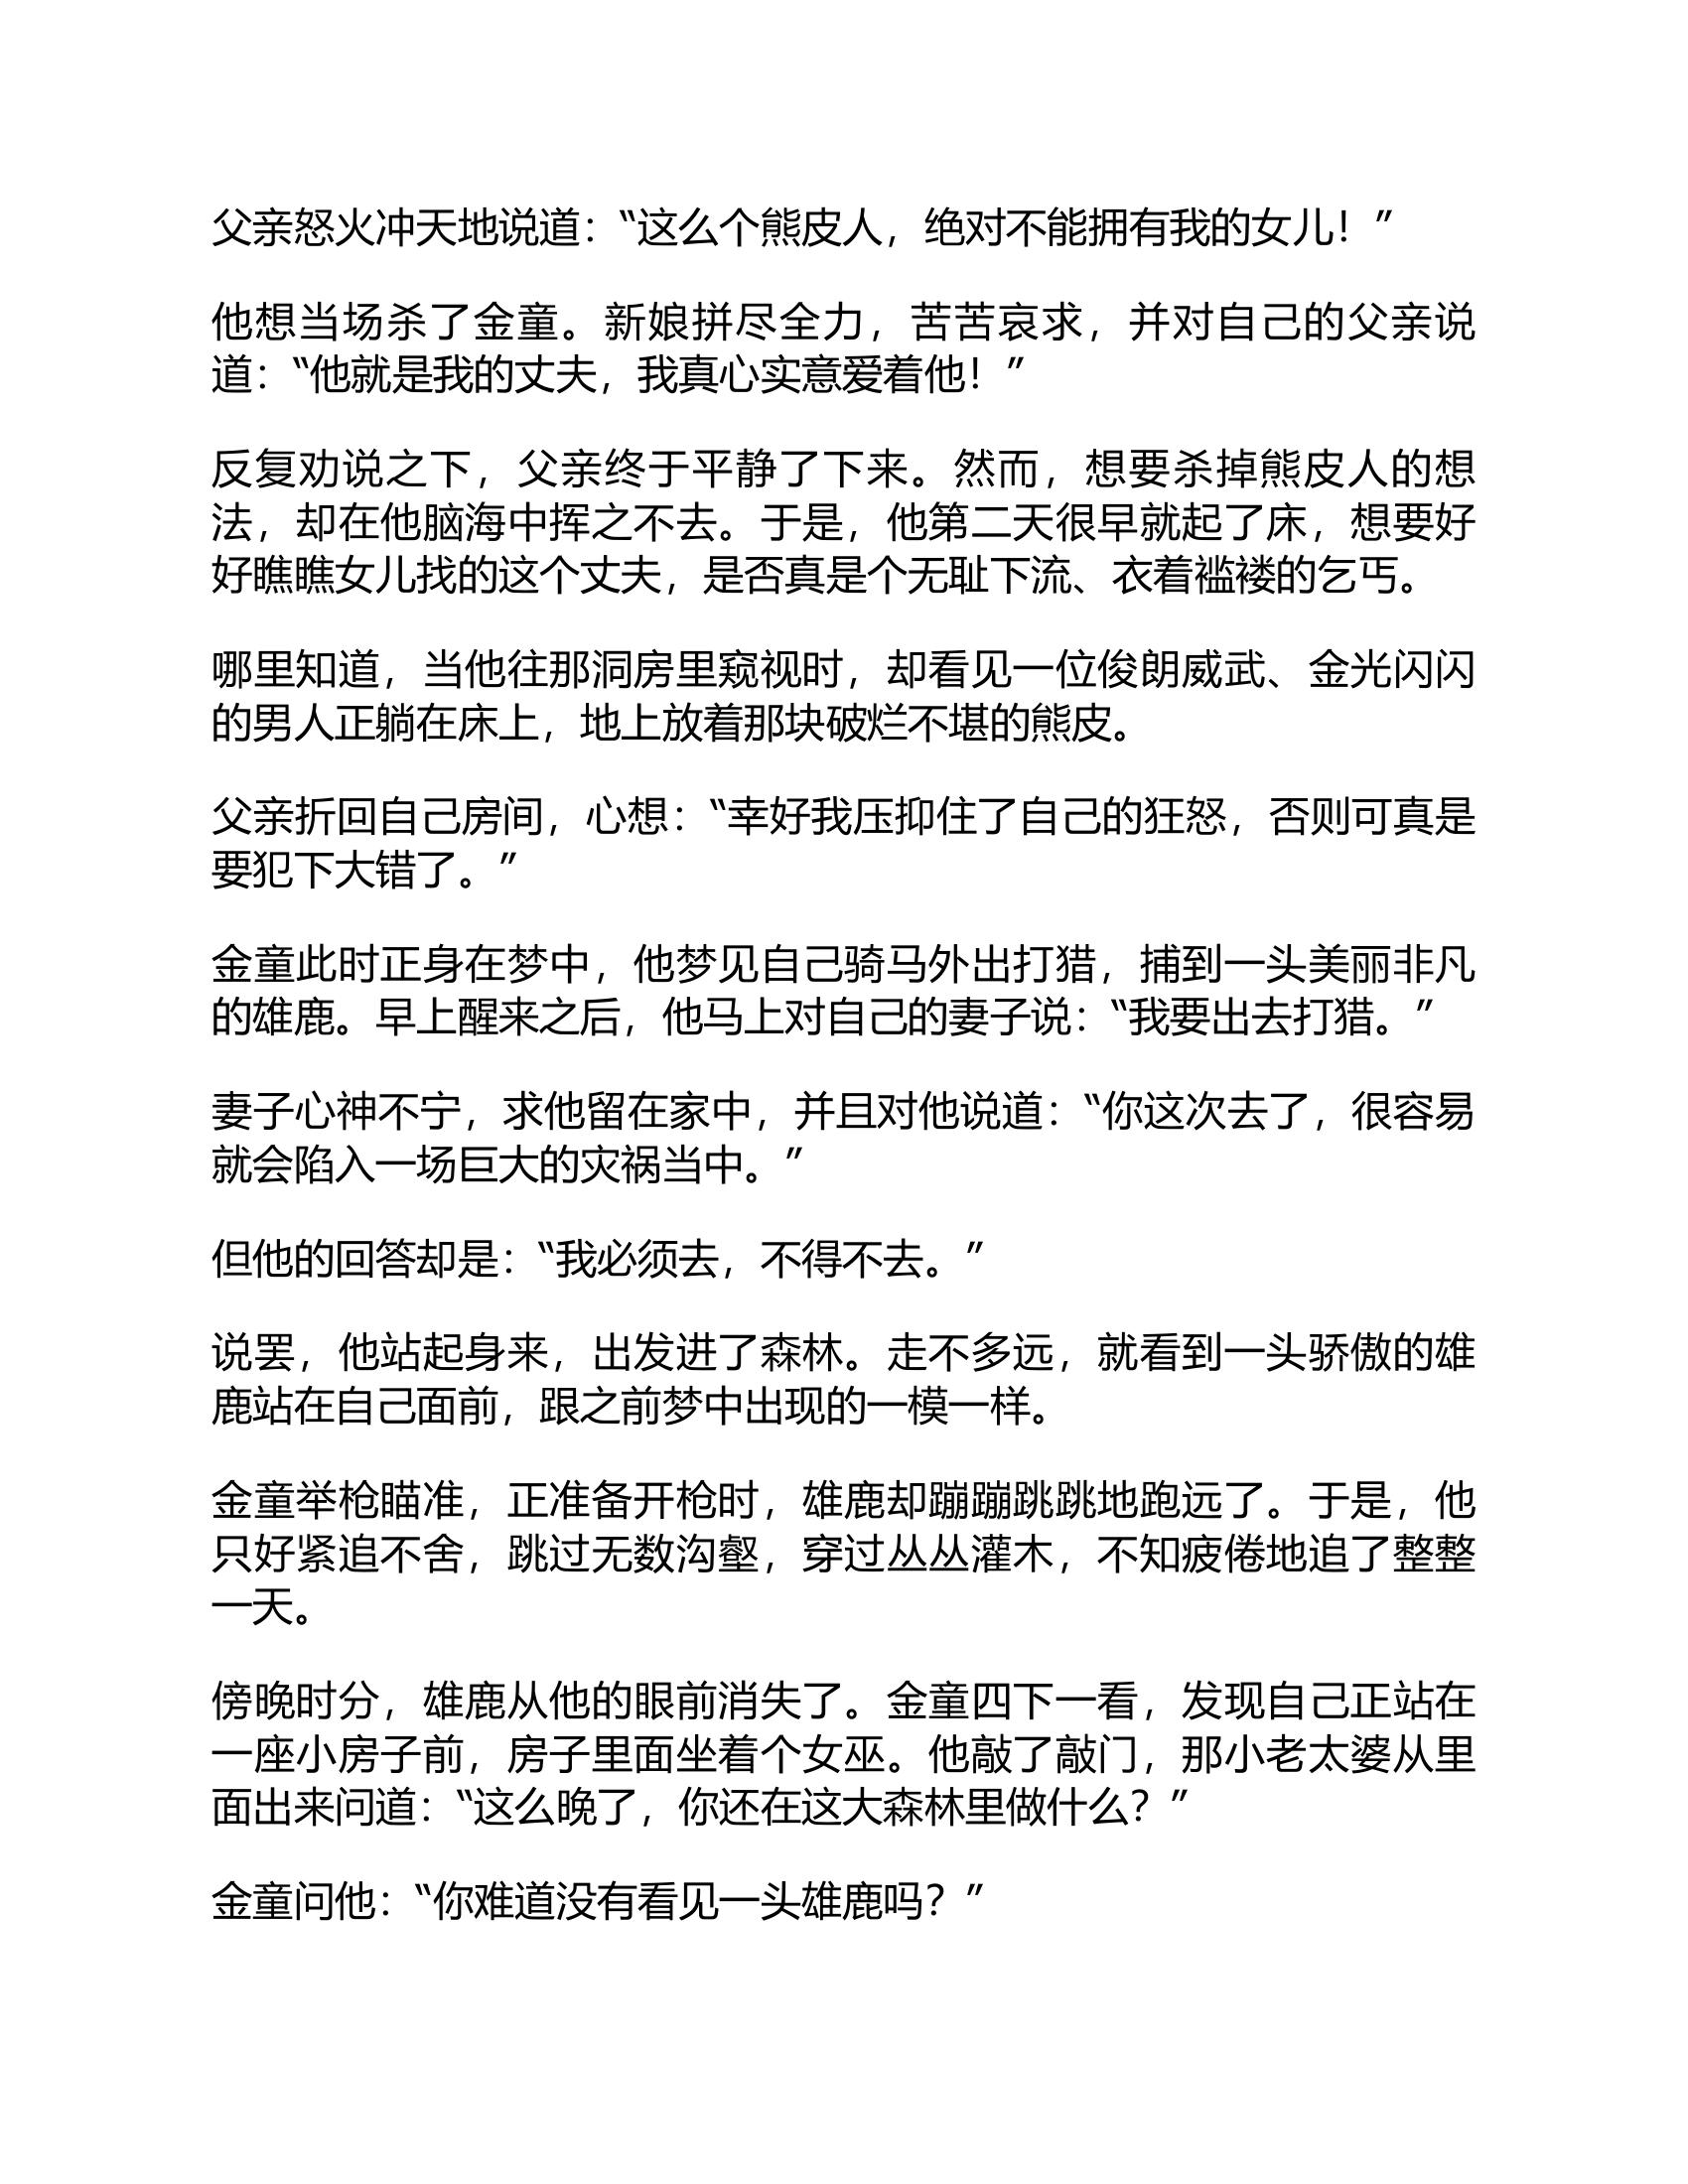 父亲怒火冲天地说道：“这么个熊皮人，绝对不能拥有我的女儿！”
他想当场杀了金童。新娘拼尽全力，苦苦哀求，并对自己的父亲说
道：“他就是我的丈夫，我真心实意爱着他！”
反复劝说之下，父亲终于平静了下来。然而，想要杀掉熊皮人的想
法，却在他脑海中挥之不去。于是，他第二天很早就起了床，想要好
好瞧瞧女儿找的这个丈夫，是否真是个无耻下流、衣着褴褛的乞丐。
哪里知道，当他往那洞房里窥视时，却看见一位俊朗威武、金光闪闪
的男人正躺在床上，地上放着那块破烂不堪的熊皮。
父亲折回自己房间，心想：“幸好我压抑住了自己的狂怒，否则可真是
要犯下大错了。”
金童此时正身在梦中，他梦见自己骑马外出打猎，捕到一头美丽非凡
的雄鹿。早上醒来之后，他马上对自己的妻子说：“我要出去打猎。”
妻子心神不宁，求他留在家中，并且对他说道：“你这次去了，很容易
就会陷入一场巨大的灾祸当中。”
但他的回答却是：“我必须去，不得不去。”
说罢，他站起身来，出发进了森林。走不多远，就看到一头骄傲的雄
鹿站在自己面前，跟之前梦中出现的一模一样。
金童举枪瞄准，正准备开枪时，雄鹿却蹦蹦跳跳地跑远了。于是，他
只好紧追不舍，跳过无数沟壑，穿过丛丛灌木，不知疲倦地追了整整
一天。
傍晚时分，雄鹿从他的眼前消失了。金童四下一看，发现自己正站在
一座小房子前，房子里面坐着个女巫。他敲了敲门，那小老太婆从里
面出来问道：“这么晚了，你还在这大森林里做什么？”
金童问他：“你难道没有看见一头雄鹿吗？”